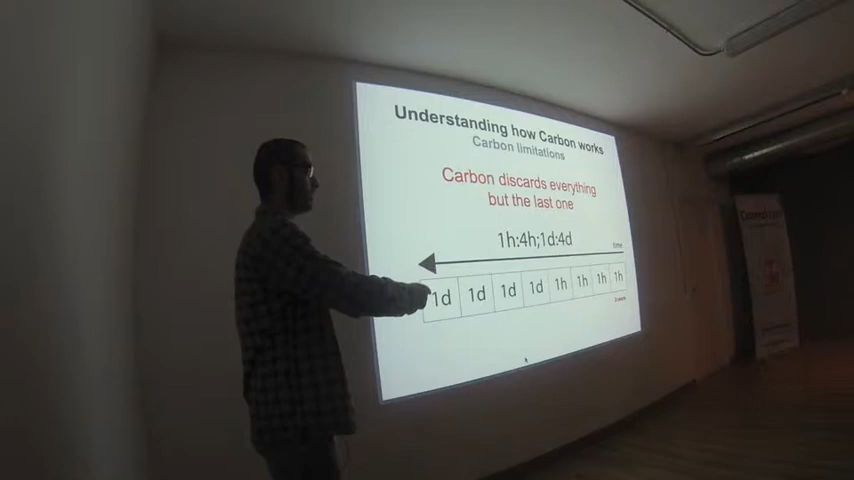 Understanding how Carbon works
Carbon limitations
Carbon discards everything
but the last one
1h:4h;1d:4d
time
1d 1d 1d 1d 1h 1h 1h 1h